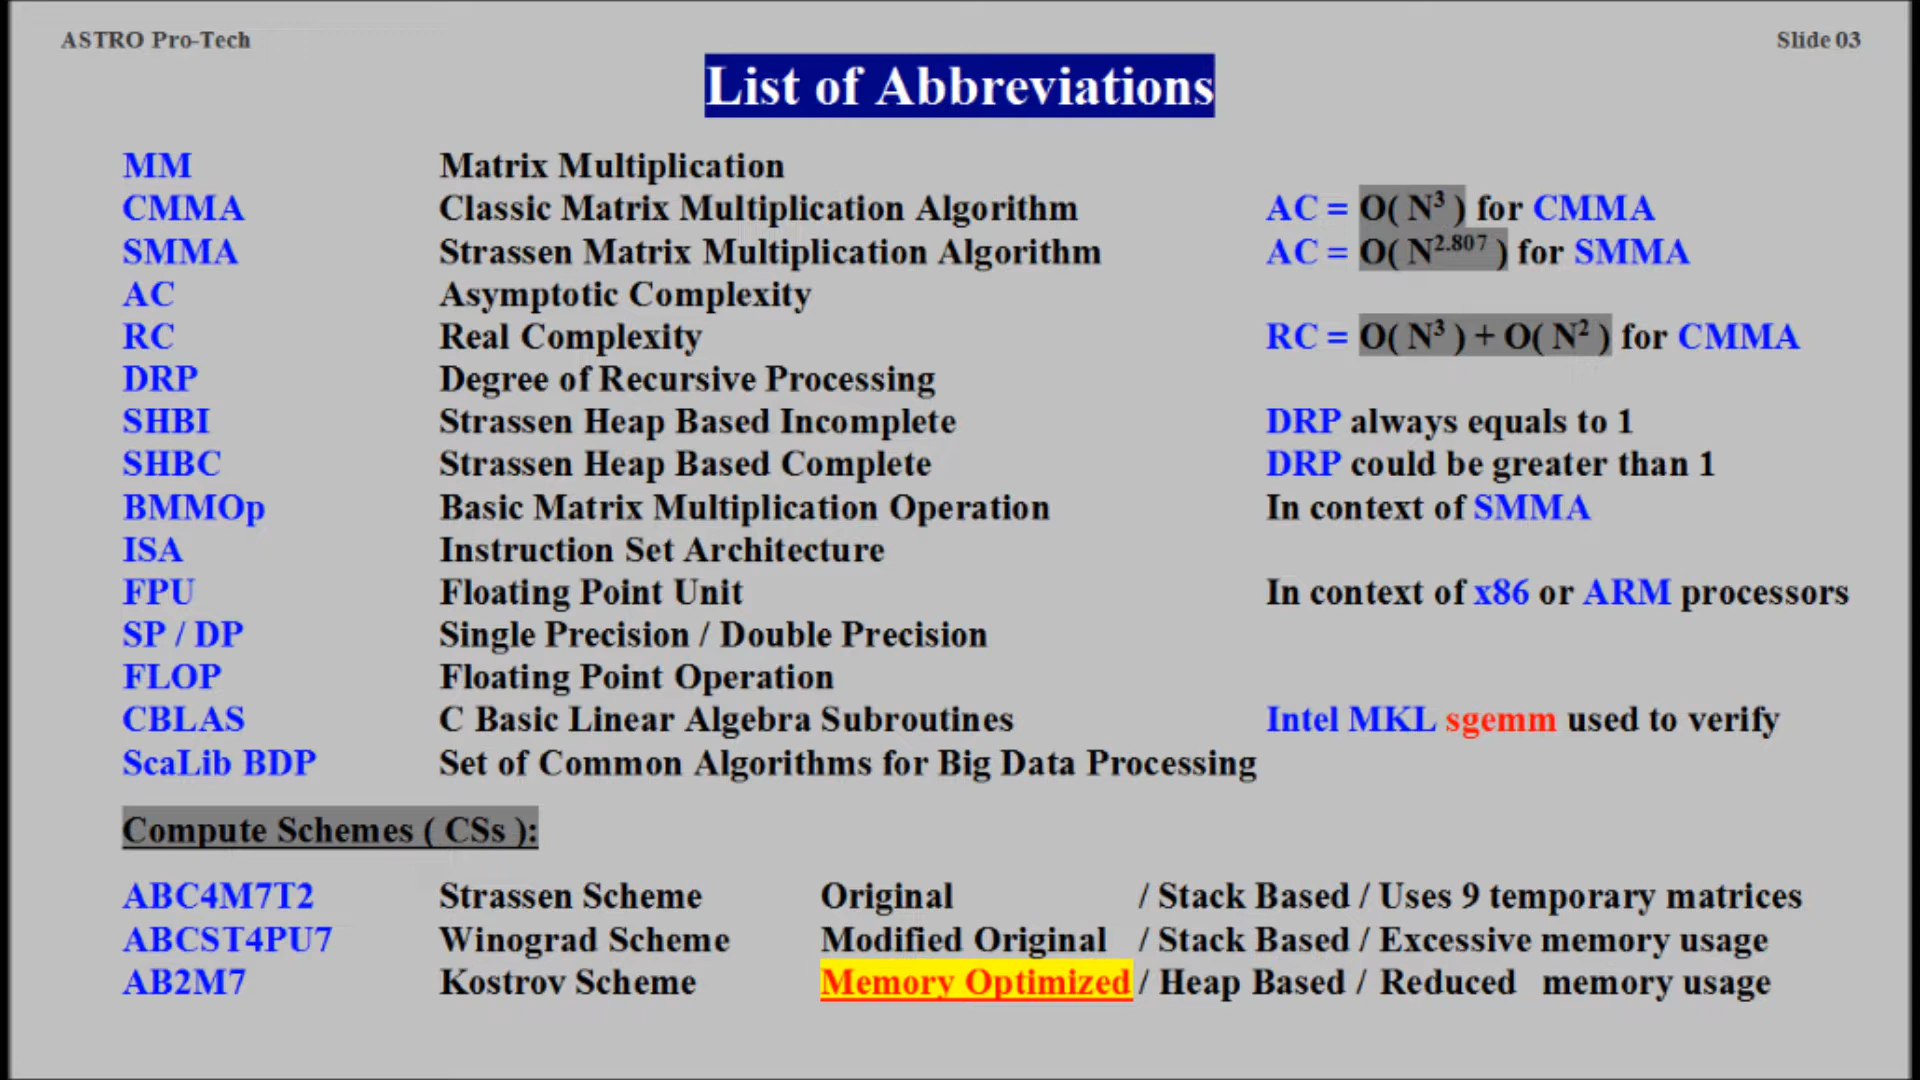 ASTRO Pro-Tech Slide 03
List of Abbreviations
MM Matrix Multiplication
CMMA Classic Matrix Multiplication Algorithm AC = O( N³ ) for CMMA
SMMA Strassen Matrix Multiplication Algorithm AC = O( N²·⁸⁰⁷ ) for SMMA
AC Asymptotic Complexity
RC Real Complexity RC = O( N³ ) + O( N² ) for CMMA
DRP Degree of Recursive Processing
SHBI Strassen Heap Based Incomplete DRP always equals to 1
SHBC Strassen Heap Based Complete DRP could be greater than 1
BMMOp Basic Matrix Multiplication Operation In context of SMMA
ISA Instruction Set Architecture
FPU Floating Point Unit In context of x86 or ARM processors
SP / DP Single Precision / Double Precision
FLOP Floating Point Operation
CBLAS C Basic Linear Algebra Subroutines Intel MKL sgemm used to verify
ScaLib BDP Set of Common Algorithms for Big Data Processing
Compute Schemes ( CSs ):
ABC4M7T2 Strassen Scheme Original / Stack Based / Uses 9 temporary matrices
ABCST4PU7 Winograd Scheme Modified Original / Stack Based / Excessive memory usage
AB2M7 Kostrov Scheme Memory Optimized / Heap Based / Reduced memory usage